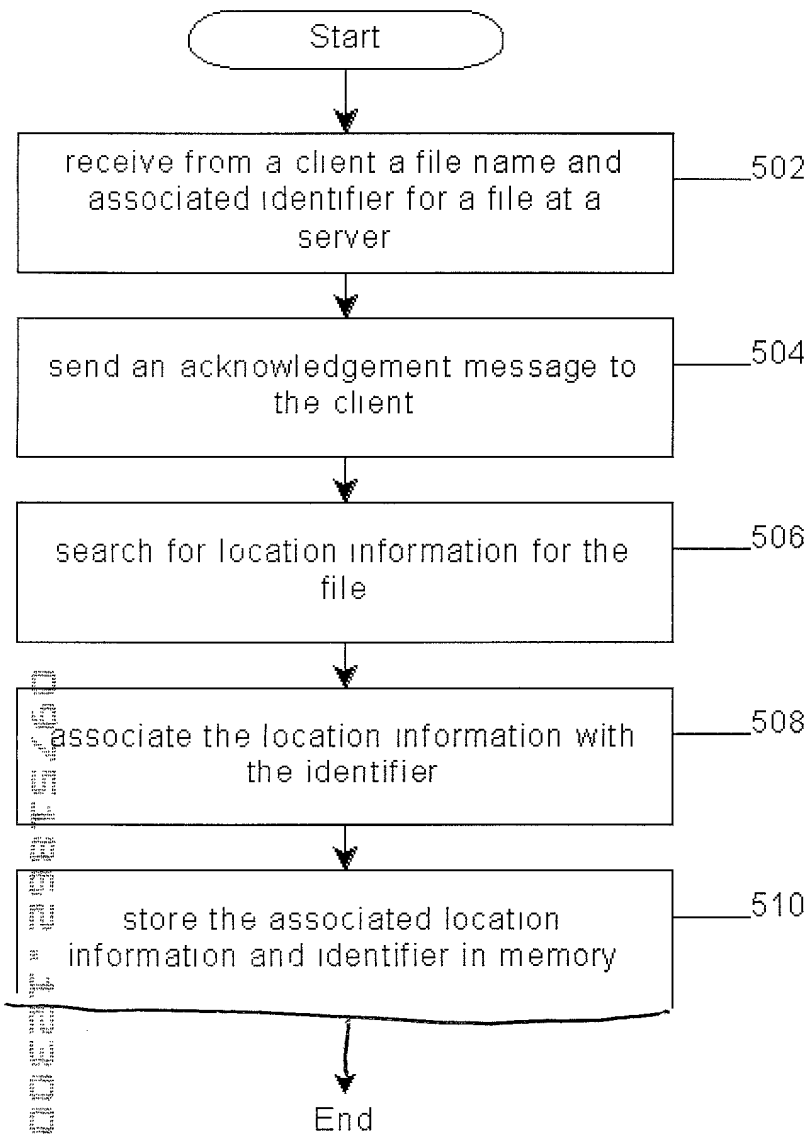 Start
receive from a client a file name and
associated identifier for a file at a
server
502
send an acknowledgement message to
the client
504
search for location information for the
file
506
associate the location information with
the identifier
508
store the associated location
information and identifier in memory
510
End